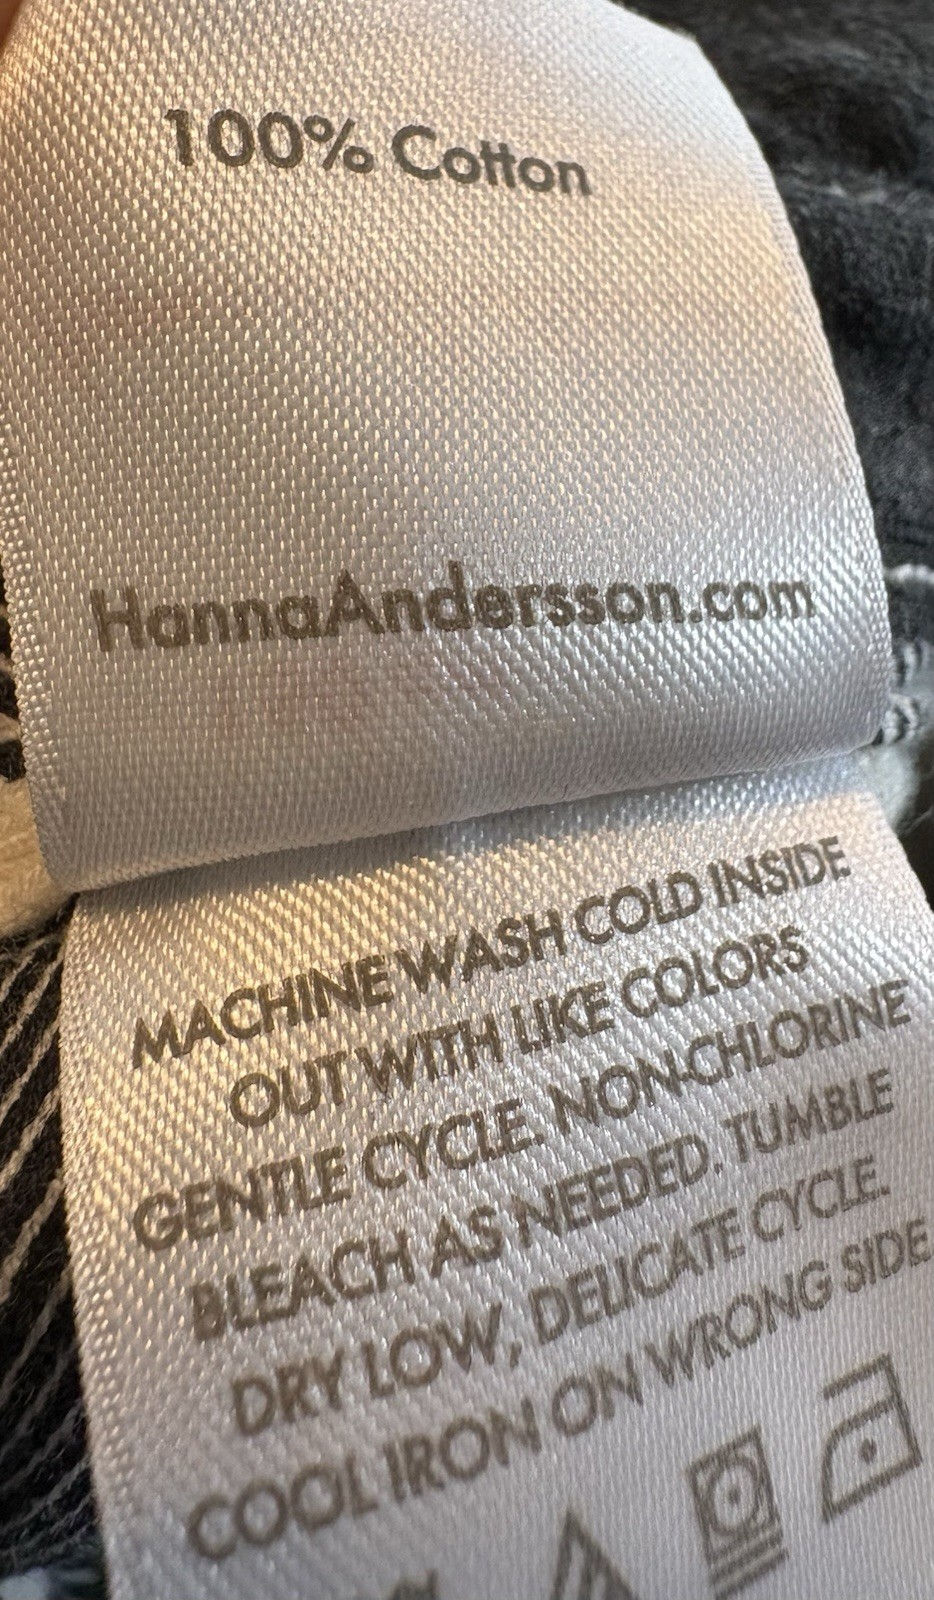 100% Cotton
HannaAndersson.com
MACHINE WASH COLD INSIDE
OUT WITH LIKE COLORS
GENTLE CYCLE. NON-CHLORINE
BLEACH AS NEEDED. TUMBLE
DRY LOW, DELICATE CYCLE.
COOL IRON ON WRONG SIDE